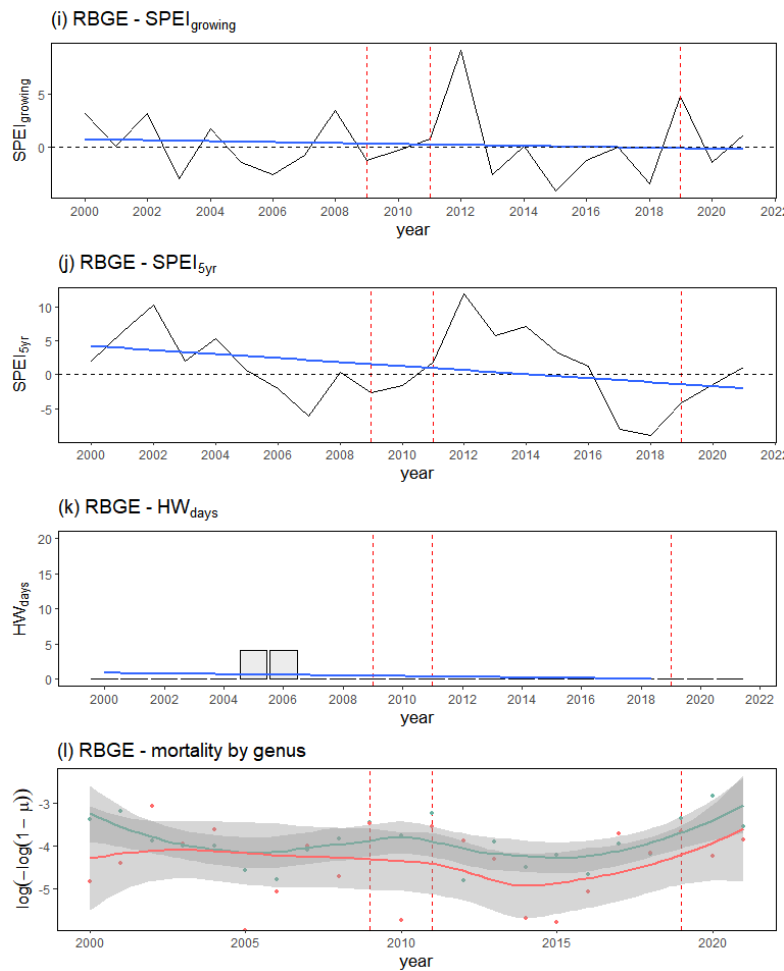 (i) RBGE - SPEIgrowing
SPEIgrowing
5
0
2000 2002 2004 2006 2008 2010 2012 2014 2016 2018 2020 2022
year
(j) RBGE - SPEI5yr
SPEI5yr
10
5
0
-5
2000 2002 2004 2006 2008 2010 2012 2014 2016 2018 2020 2022
year
(k) RBGE - HWdays
HWdays
20
15
10
5
0
2000 2002 2004 2006 2008 2010 2012 2014 2016 2018 2020 2022
year
(l) RBGE - mortality by genus
log(-log(1 - μ))
-3
-4
-5
2000 2005 2010 2015 2020
year